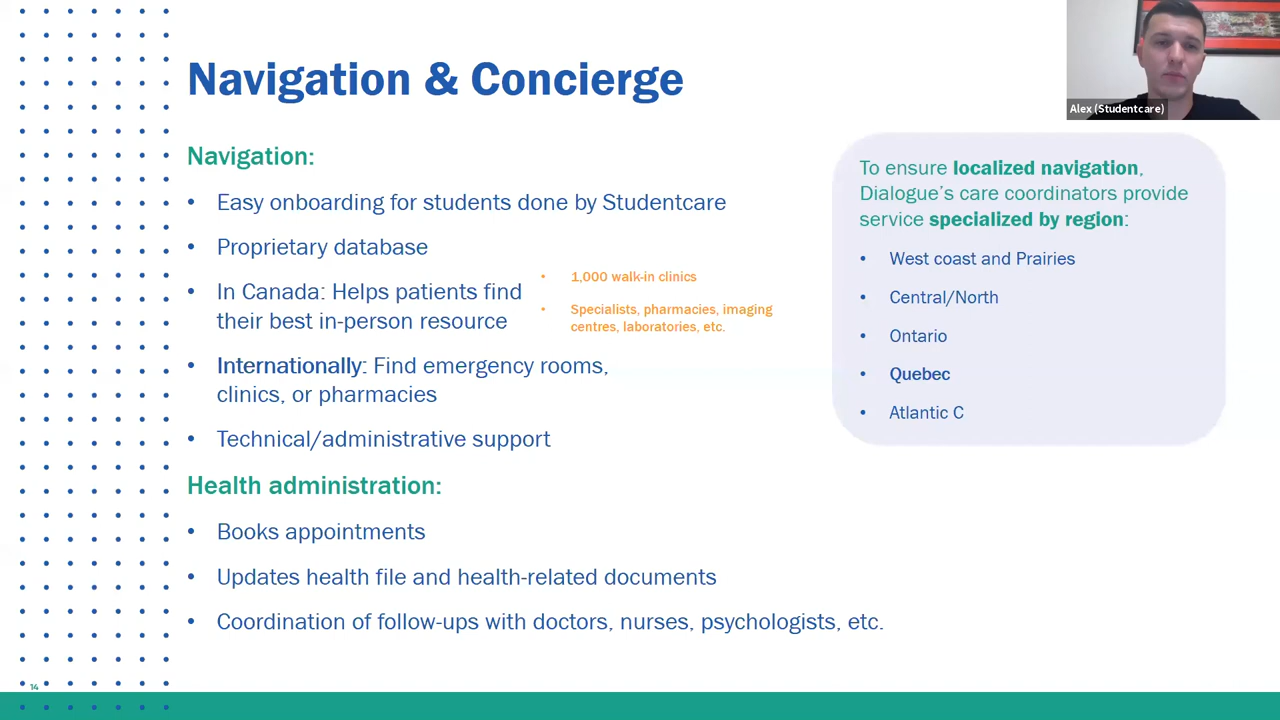 Navigation & Concierge
Alex (Studentcare)
Navigation:
• Easy onboarding for students done by Studentcare
• Proprietary database
• In Canada: Helps patients find
their best in-person resource
• 1,000 walk-in clinics
• Specialists, pharmacies, imaging
centres, laboratories, etc.
• Internationally: Find emergency rooms,
clinics, or pharmacies
• Technical/administrative support
Health administration:
• Books appointments
• Updates health file and health-related documents
• Coordination of follow-ups with doctors, nurses, psychologists, etc.
To ensure localized navigation,
Dialogue’s care coordinators provide
service specialized by region:
• West coast and Prairies
• Central/North
• Ontario
• Quebec
• Atlantic C
14